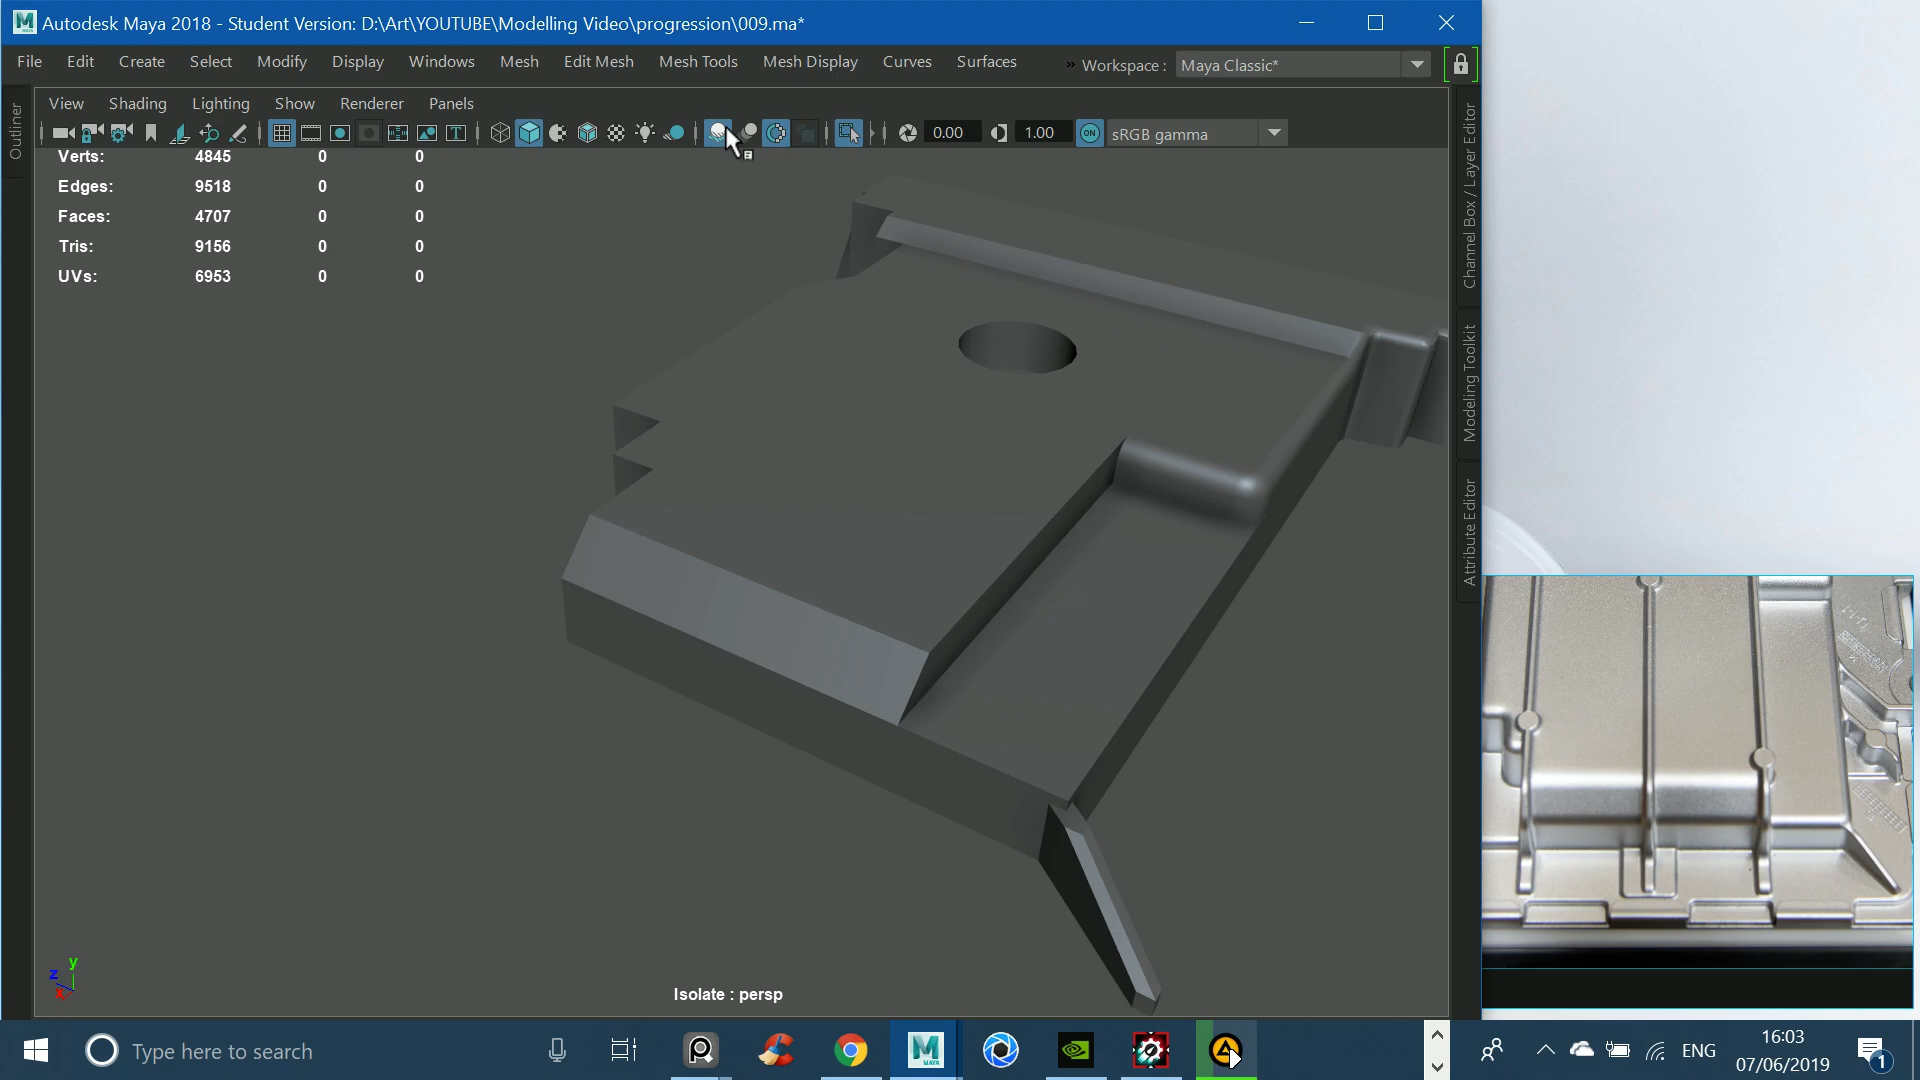 Autodesk Maya 2018 - Student Version: D:\Art\YOUTUBE\Modelling Video\progression\009.ma*
File Edit Create Select Modify Display Windows Mesh Edit Mesh Mesh Tools Mesh Display Curves Surfaces » Workspace : Maya Classic*
View Shading Lighting Show Renderer Panels
0.00 1.00 ON sRGB gamma
Outliner
Verts: 4845 0 0
Edges: 9518 0 0
Faces: 4707 0 0
Tris: 9156 0 0
UVs: 6953 0 0
Channel Box / Layer Editor
Modeling Toolkit
Attribute Editor
z y x
Isolate : persp
Type here to search
MAYA
ENG
16:03
07/06/2019
1